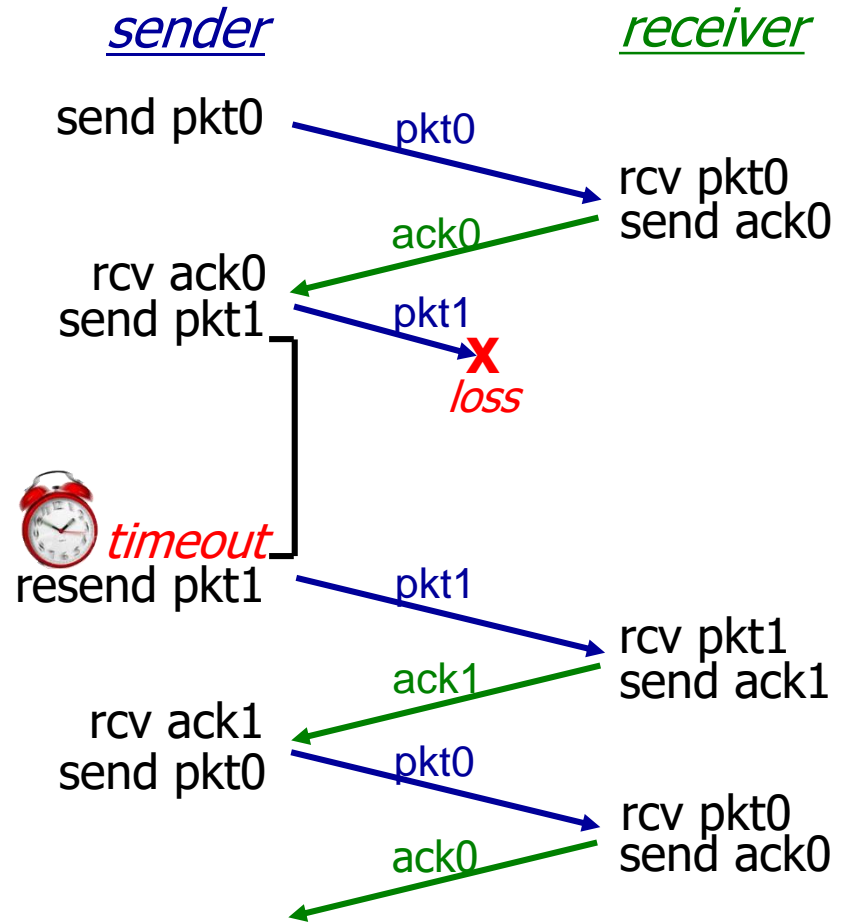 sender
receiver
send pkt0
pkt0
rcv pkt0
send ack0
ack0
rcv ack0
send pkt1
pkt1
X
loss
timeout
resend pkt1
pkt1
rcv pkt1
send ack1
ack1
rcv ack1
send pkt0
pkt0
rcv pkt0
send ack0
ack0